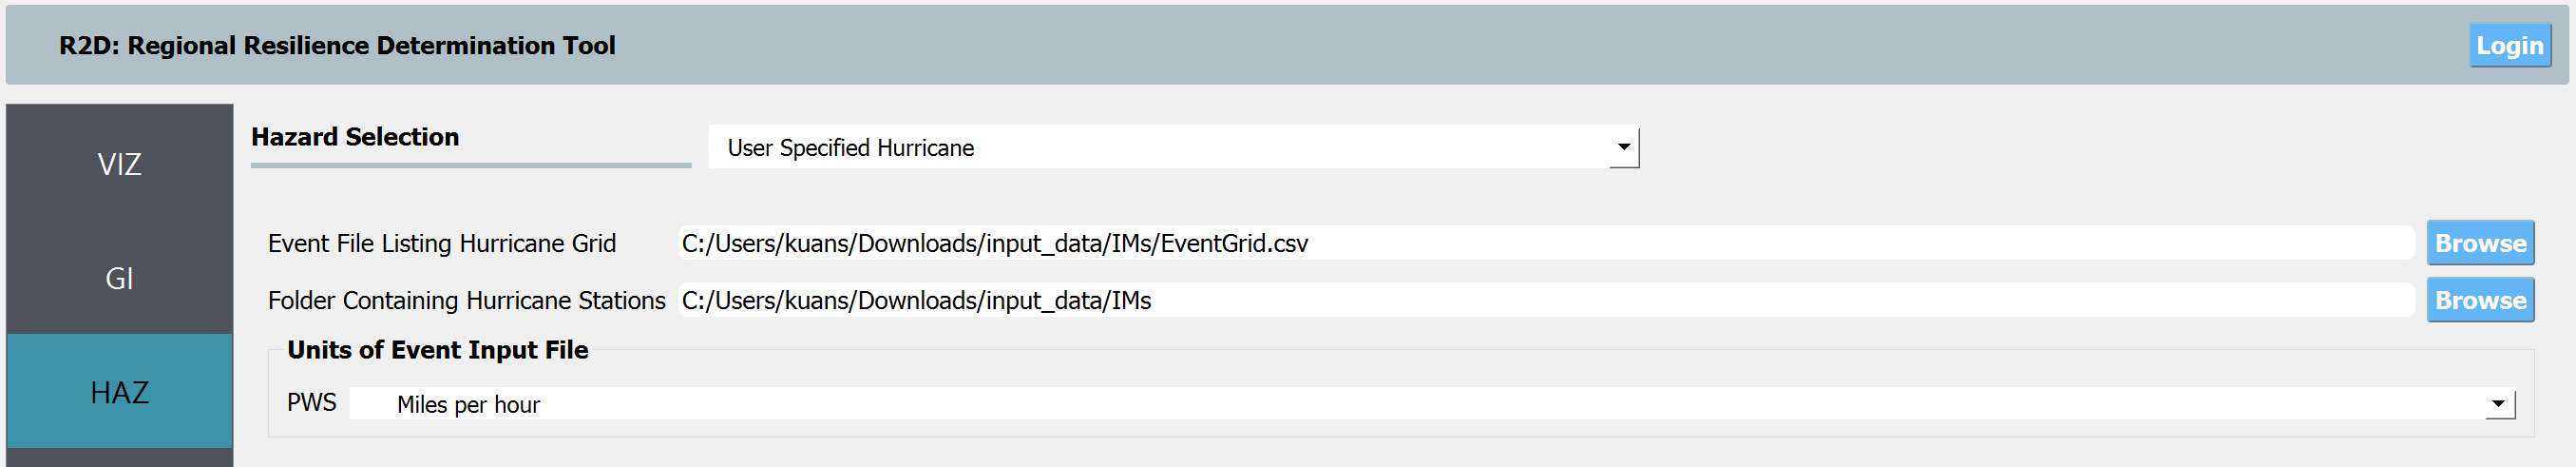 R2D: Regional Resilience Determination Tool
Login
VIZ
GI
HAZ
Hazard Selection
User Specified Hurricane
Event File Listing Hurricane Grid
C:/Users/kuans/Downloads/input_data/IMs/EventGrid.csv
Browse
Folder Containing Hurricane Stations
C:/Users/kuans/Downloads/input_data/IMs
Browse
Units of Event Input File
PWS
Miles per hour